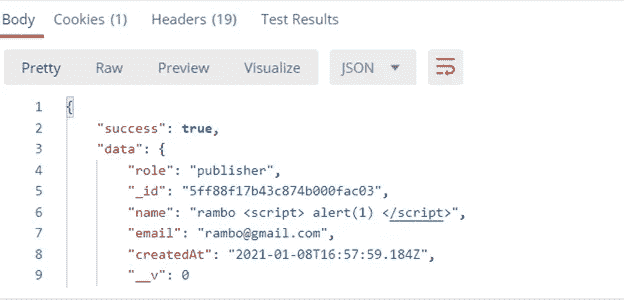 Body Cookies (1) Headers (19) Test Results
Pretty Raw Preview Visualize JSON
1 {
2 "success": true,
3 "data": {
4 "role": "publisher",
5 "_id": "5ff88f17b43c874b000fac03",
6 "name": "rambo <script> alert(1) </script>",
7 "email": "rambo@gmail.com",
8 "createdAt": "2021-01-08T16:57:59.184Z",
9 "__v": 0